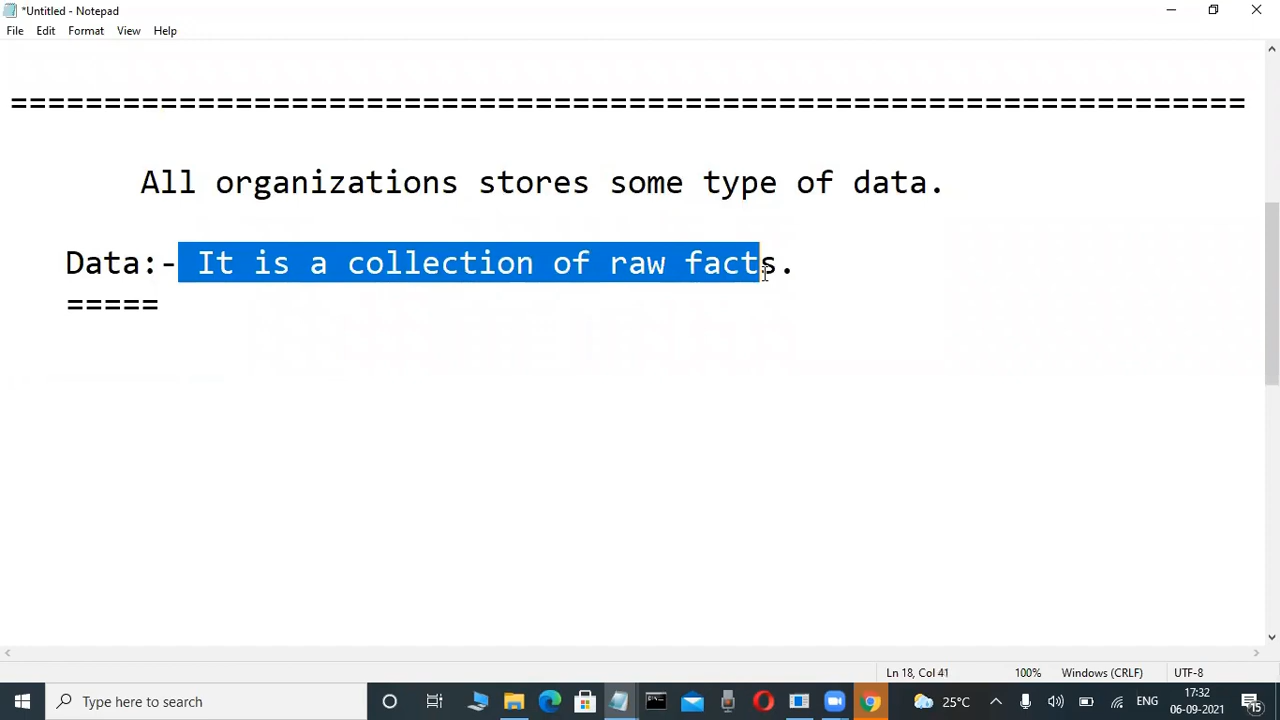 *Untitled - Notepad
File Edit Format View Help
==================================================================
All organizations stores some type of data.
Data:- It is a collection of raw facts.
=====
Ln 18, Col 41 100% Windows (CRLF) UTF-8
Type here to search
25°C ENG 17:32
06-09-2021 15